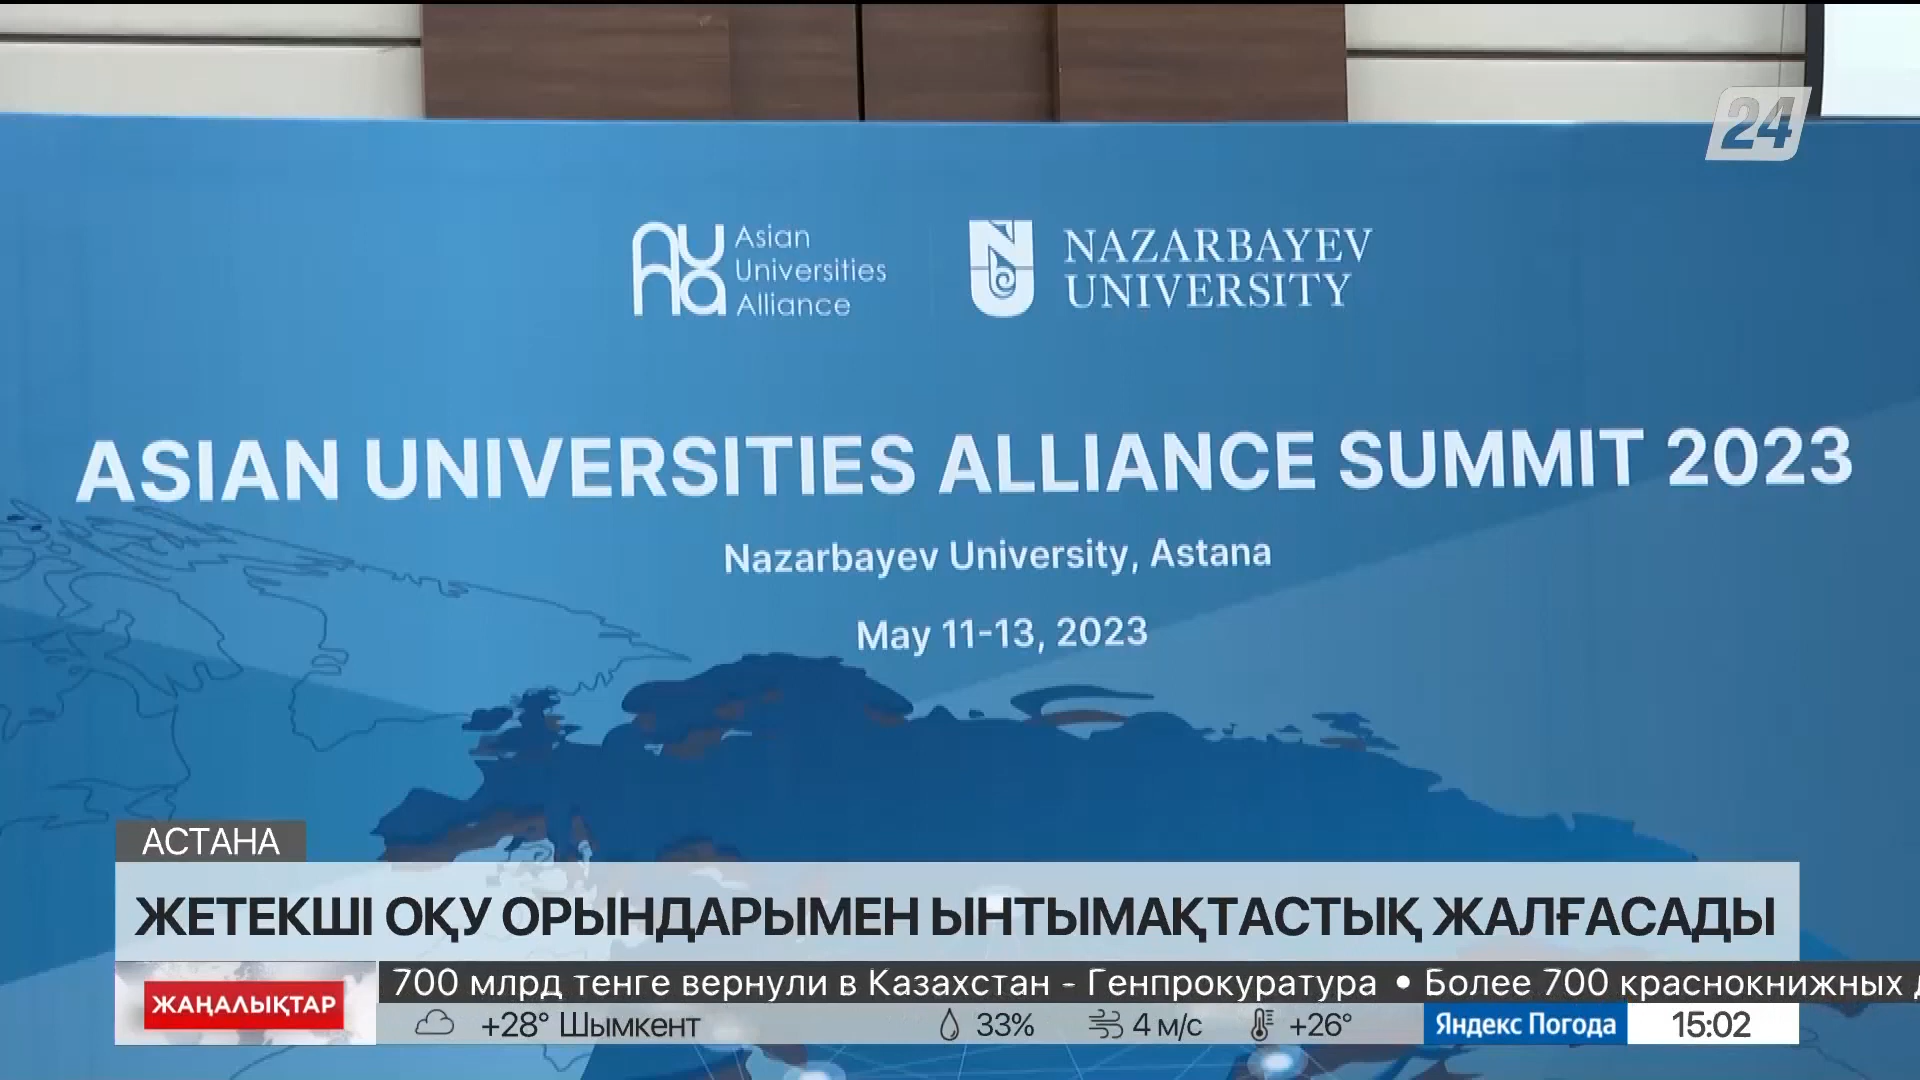 24
Asian
Universities
Alliance
NAZARBAYEV
UNIVERSITY
ASIAN UNIVERSITIES ALLIANCE SUMMIT 2023
Nazarbayev University, Astana
May 11-13, 2023
АСТАНА
ЖЕТЕКШІ ОҚУ ОРЫНДАРЫМЕН ЫНТЫМАҚТАСТЫҚ ЖАЛҒАСАДЫ
ЖАҢАЛЫҚТАР
700 млрд тенге вернули в Казахстан - Генпрокуратура • Более 700 краснокнижных
+28° Шымкент 33% 4 м/с +26° Яндекс Погода 15:02